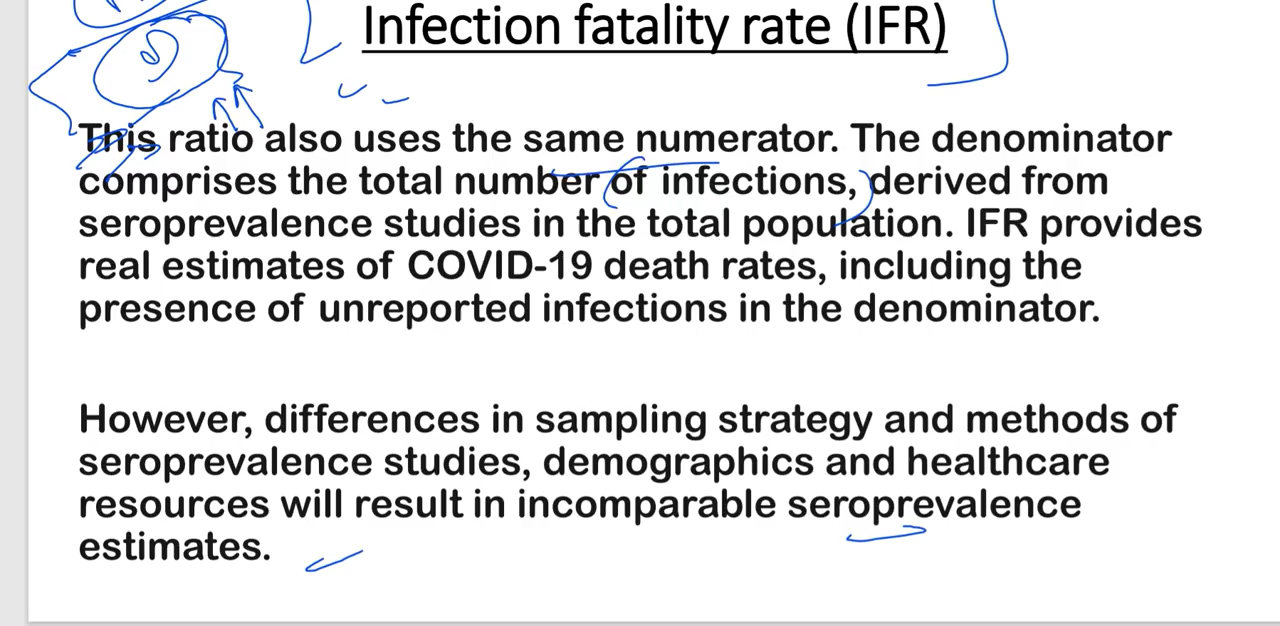 Infection fatality rate (IFR)
This ratio also uses the same numerator. The denominator
comprises the total number of infections, derived from
seroprevalence studies in the total population. IFR provides
real estimates of COVID-19 death rates, including the
presence of unreported infections in the denominator.
However, differences in sampling strategy and methods of
seroprevalence studies, demographics and healthcare
resources will result in incomparable seroprevalence
estimates.